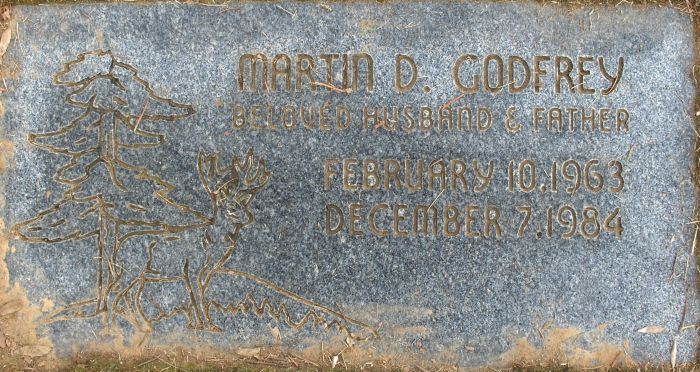 MARTIN D. GODFREY
BELOVED HUSBAND & FATHER
FEBRUARY 10.1963
DECEMBER 7.1984